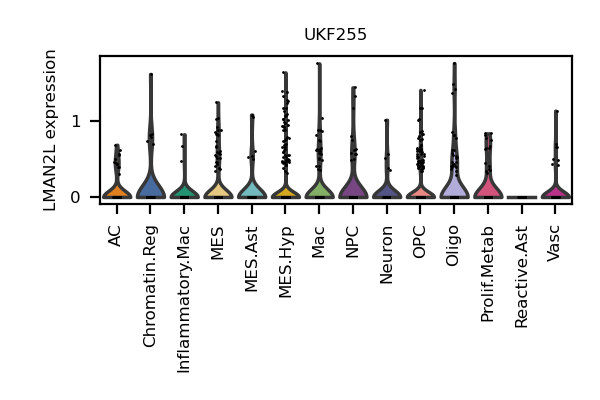 UKF255
LMAN2L expression
1
0
AC
Chromatin.Reg
Inflammatory.Mac
MES
MES.Ast
MES.Hyp
Mac
NPC
Neuron
OPC
Oligo
Prolif.Metab
Reactive.Ast
Vasc